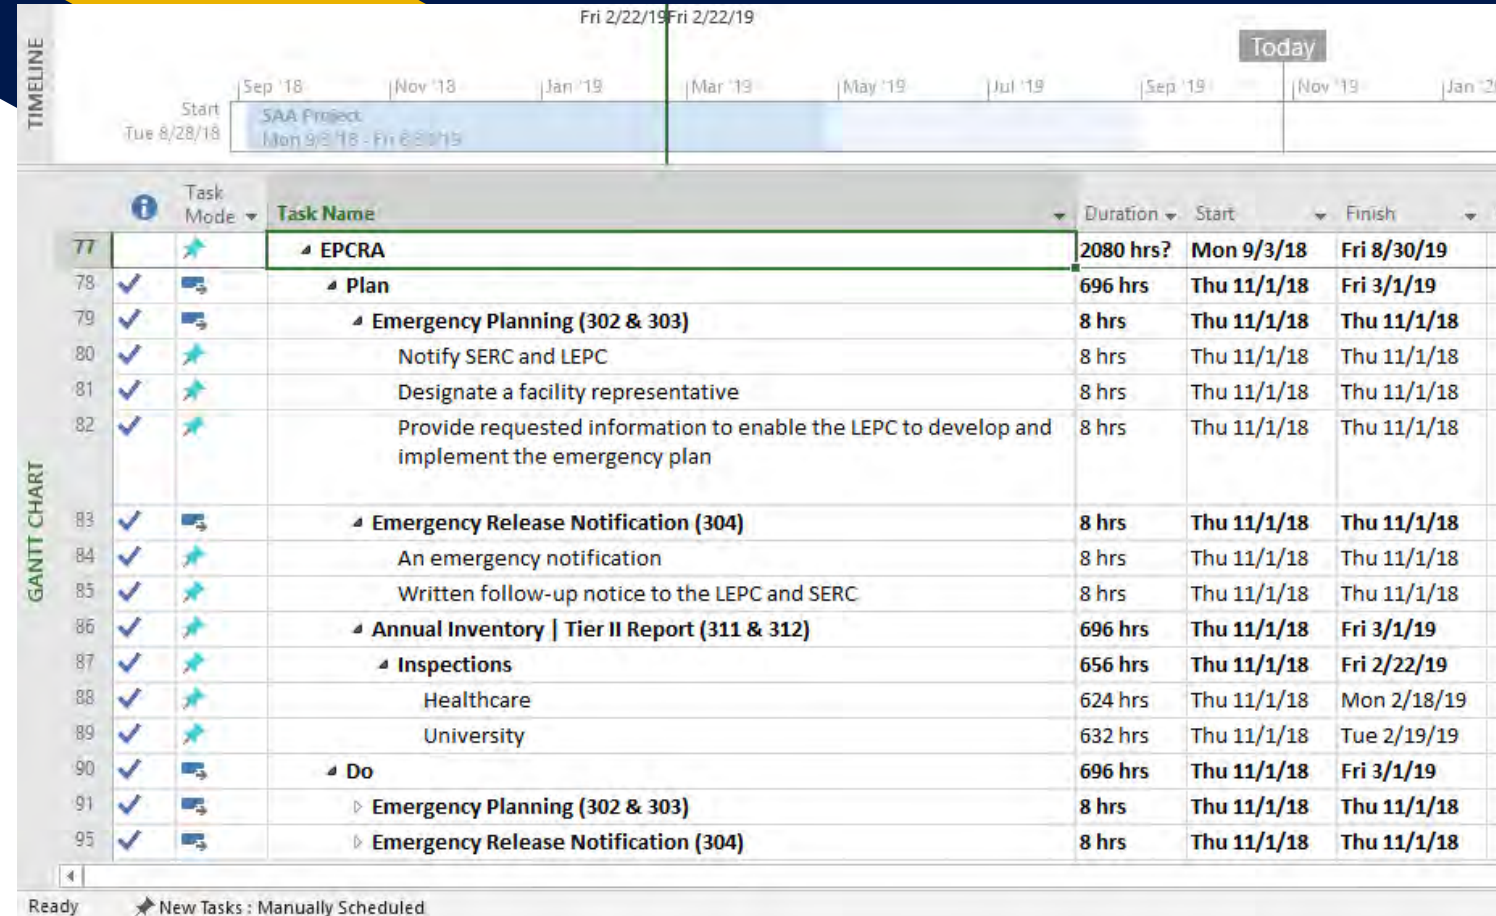 Fri 2/22/19 Fri 2/22/19
TIMELINE
Today
Sep '18 Nov '18 Jan '19 Mar '19 May '19 Jul '19 Sep '19 Nov '19 Jan
Start
Tue 8/28/18
SAA Project
Mon 9/3/18 - Fri 8/30/19
GANTT CHART
Task Mode Task Name Duration Start Finish
77 EPCRA 2080 hrs? Mon 9/3/18 Fri 8/30/19
78 Plan 696 hrs Thu 11/1/18 Fri 3/1/19
79 Emergency Planning (302 & 303) 8 hrs Thu 11/1/18 Thu 11/1/18
80 Notify SERC and LEPC 8 hrs Thu 11/1/18 Thu 11/1/18
81 Designate a facility representative 8 hrs Thu 11/1/18 Thu 11/1/18
82 Provide requested information to enable the LEPC to develop and 8 hrs Thu 11/1/18 Thu 11/1/18
implement the emergency plan
83 Emergency Release Notification (304) 8 hrs Thu 11/1/18 Thu 11/1/18
84 An emergency notification 8 hrs Thu 11/1/18 Thu 11/1/18
85 Written follow-up notice to the LEPC and SERC 8 hrs Thu 11/1/18 Thu 11/1/18
86 Annual Inventory | Tier II Report (311 & 312) 696 hrs Thu 11/1/18 Fri 3/1/19
87 Inspections 656 hrs Thu 11/1/18 Fri 2/22/19
88 Healthcare 624 hrs Thu 11/1/18 Mon 2/18/19
89 University 632 hrs Thu 11/1/18 Tue 2/19/19
90 Do 696 hrs Thu 11/1/18 Fri 3/1/19
91 Emergency Planning (302 & 303) 8 hrs Thu 11/1/18 Thu 11/1/18
95 Emergency Release Notification (304) 8 hrs Thu 11/1/18 Thu 11/1/18
Ready New Tasks : Manually Scheduled